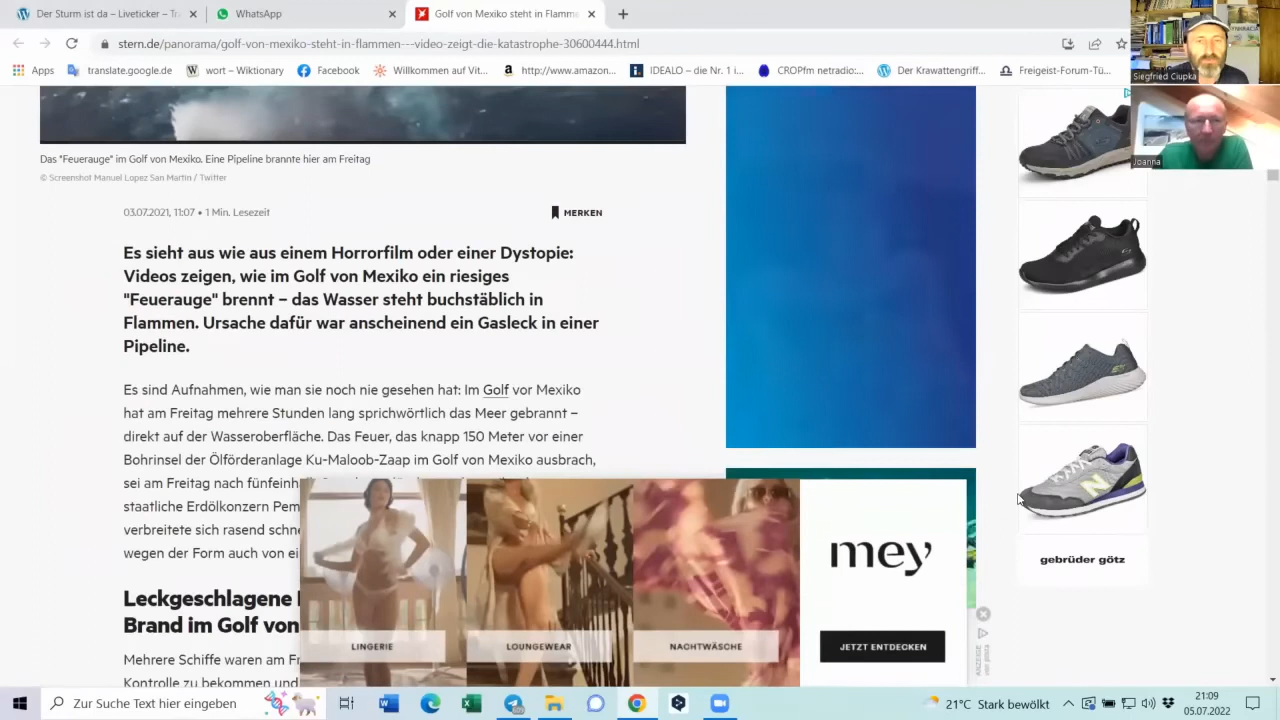 Der Sturm ist da – Liveticker – Tr
WhatsApp
Golf von Mexiko steht in Flamme
stern.de/panorama/golf-von-mexiko-steht-in-flammen---video-zeigt-die-katastrophe-30600444.html
Apps
translate.google.de
wort – Wiktionary
Facebook
Willkommen auf Vit...
http://www.amazon...
IDEALO – die Nr. 1 i...
CROPfm netradio:...
Der Krawattengriff...
Freigeist-Forum-Tü...
Siegfried Ciupka
Joanna
Das "Feuerauge" im Golf von Mexiko. Eine Pipeline brannte hier am Freitag
© Screenshot Manuel Lopez San Martin / Twitter
03.07.2021, 11:07 • 1 Min. Lesezeit
MERKEN
Es sieht aus wie aus einem Horrorfilm oder einer Dystopie:
Videos zeigen, wie im Golf von Mexiko ein riesiges
"Feuerauge" brennt – das Wasser steht buchstäblich in
Flammen. Ursache dafür war anscheinend ein Gasleck in einer
Pipeline.
Es sind Aufnahmen, wie man sie noch nie gesehen hat: Im Golf vor Mexiko
hat am Freitag mehrere Stunden lang sprichwörtlich das Meer gebrannt –
direkt auf der Wasseroberfläche. Das Feuer, das knapp 150 Meter vor einer
Bohrinsel der Ölförderanlage Ku-Maloob-Zaap im Golf von Mexiko ausbrach,
sei am Freitag nach fünfeinh
staatliche Erdölkonzern Pem
verbreitete sich rasend schne
wegen der Form auch von ei
Leckgeschlagene
Brand im Golf von
Mehrere Schiffe waren am Fr
Kontrolle zu bekommen und
LINGERIE
LOUNGEWEAR
NACHTWÄSCHE
mey
JETZT ENTDECKEN
gebrüder götz
Zur Suche Text hier eingeben
21°C Stark bewölkt
21:09
05.07.2022